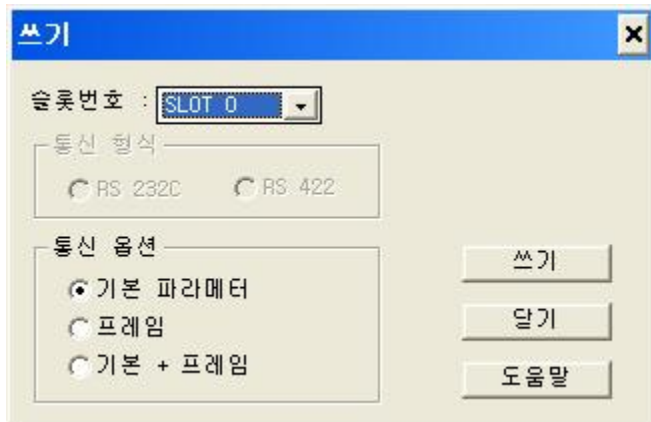 쓰기
슬롯번호 : SLOT 0
통신 형식
RS 232C RS 422
통신 옵션
기본 파라메터
프레임
기본 + 프레임
쓰기
닫기
도움말